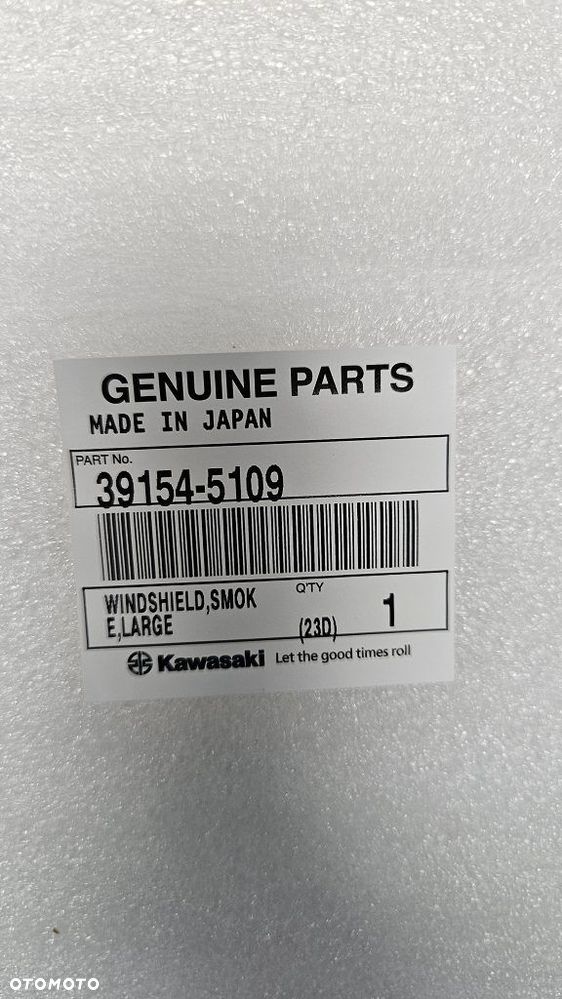 GENUINE PARTS
MADE IN JAPAN
PART No.
39154-5109
WINDSHIELD,SMOK
E,LARGE
Q'TY
(23D) 1
Kawasaki Let the good times roll
OTOMOTO